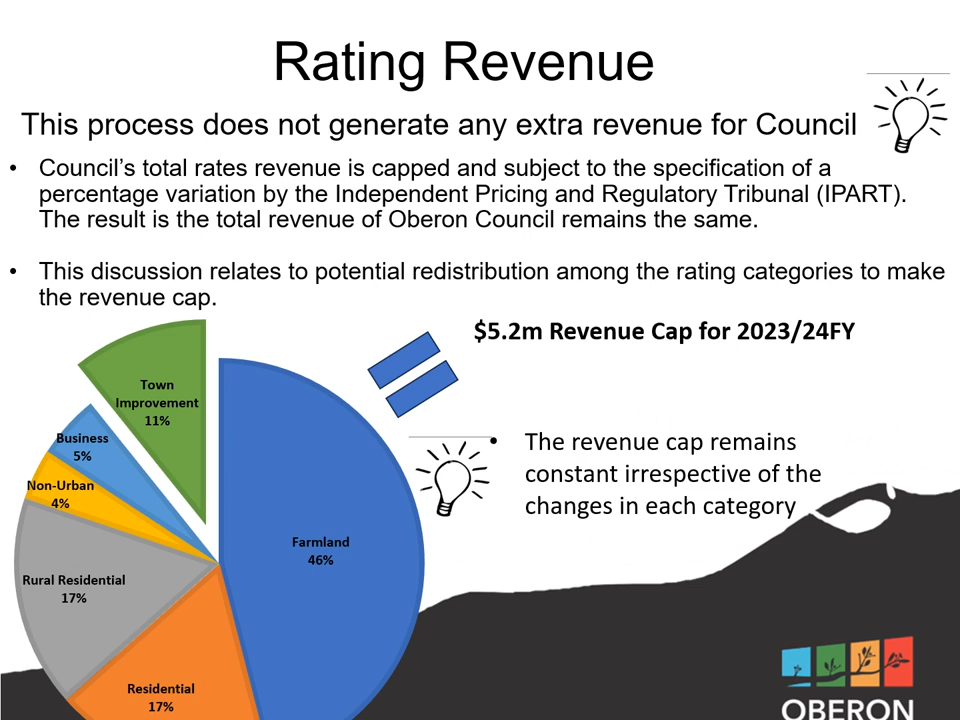 Rating Revenue
This process does not generate any extra revenue for Council
• Council's total rates revenue is capped and subject to the specification of a
percentage variation by the Independent Pricing and Regulatory Tribunal (IPART).
The result is the total revenue of Oberon Council remains the same.
• This discussion relates to potential redistribution among the rating categories to make
the revenue cap.
$5.2m Revenue Cap for 2023/24FY
Town
Improvement
11%
Business
5%
Non-Urban
4%
Rural Residential
17%
Residential
17%
Farmland
46%
• The revenue cap remains
constant irrespective of the
changes in each category
OBERON